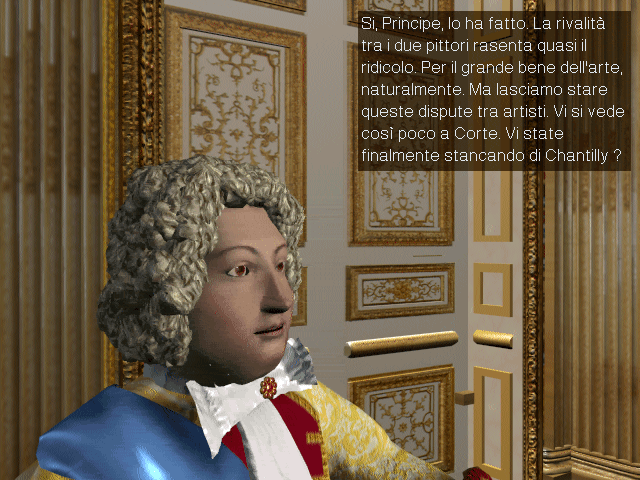 Si, Principe, lo ha fatto. La rivalità
tra i due pittori rasenta quasi il
ridicolo. Per il grande bene dell'arte,
naturalmente. Ma lasciamo stare
queste dispute tra artisti. Vi si vede
così poco a Corte. Vi state
finalmente stancando di Chantilly ?